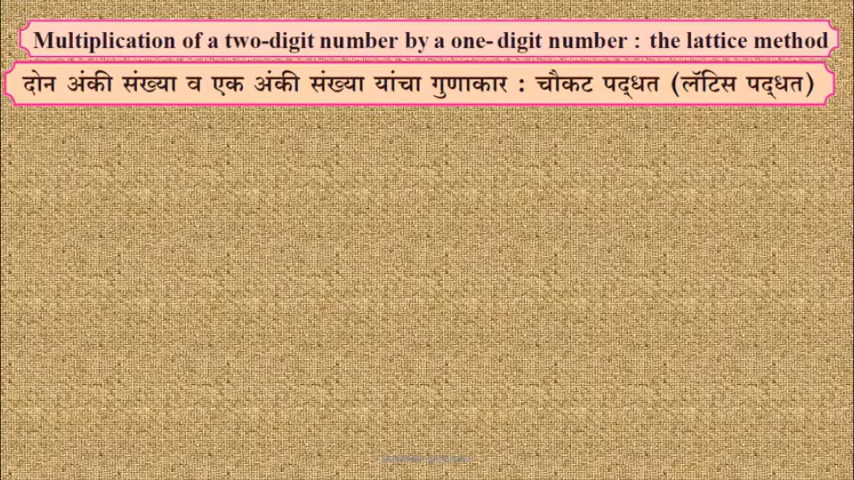 Multiplication of a two-digit number by a one- digit number : the lattice method
दोन अंकी संख्या व एक अंकी संख्या यांचा गुणाकार : चौकट पद्धत (लॅटिस पद्धत)